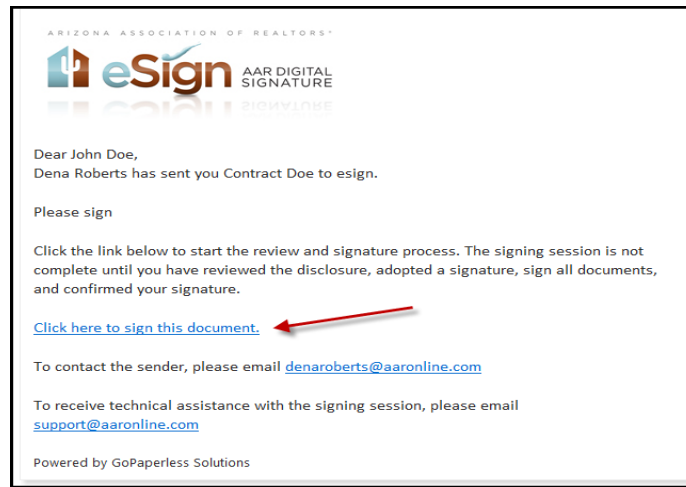 ARIZONA ASSOCIATION OF REALTORS®
eSign AAR DIGITAL
SIGNATURE
Dear John Doe,
Dena Roberts has sent you Contract Doe to esign.
Please sign
Click the link below to start the review and signature process. The signing session is not
complete until you have reviewed the disclosure, adopted a signature, sign all documents,
and confirmed your signature.
Click here to sign this document.
To contact the sender, please email denaroberts@aaronline.com
To receive technical assistance with the signing session, please email
support@aaronline.com
Powered by GoPaperless Solutions